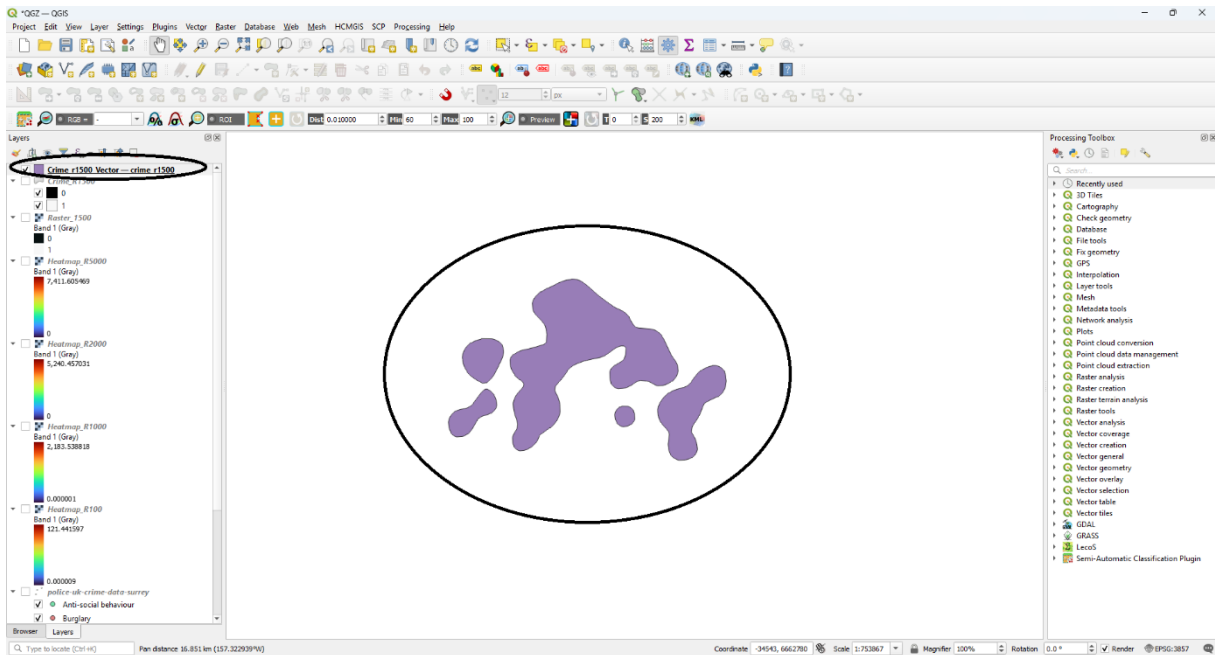 *QGZ — QGIS
Project Edit View Layer Settings Plugins Vector Raster Database Web Mesh HCMGIS SCP Processing Help
12 px
RGB = - ROI Dist 0.010000 Min 60 Max 100 Preview T 0 S 200 KML
Layers
Crime_r1500_Vector — crime_r1500
Crime_R1500
0
1
Raster_1500
Band 1 (Gray)
0
1
Heatmap_R5000
Band 1 (Gray)
7,411.605469
0
Heatmap_R2000
Band 1 (Gray)
5,240.457031
0
Heatmap_R1000
Band 1 (Gray)
2,183.538818
0.000001
Heatmap_R100
Band 1 (Gray)
121.441597
0.000009
police-uk-crime-data-surrey
Anti-social behaviour
Burglary
Browser Layers
Processing Toolbox
Search...
Recently used
3D Tiles
Cartography
Check geometry
Database
File tools
Fix geometry
GPS
Interpolation
Layer tools
Mesh
Metadata tools
Network analysis
Plots
Point cloud conversion
Point cloud data management
Point cloud extraction
Raster analysis
Raster creation
Raster terrain analysis
Raster tools
Vector analysis
Vector coverage
Vector creation
Vector general
Vector geometry
Vector overlay
Vector selection
Vector table
Vector tiles
GDAL
GRASS
LecoS
Semi-Automatic Classification Plugin
Type to locate (Ctrl+K) Pan distance 16.851 km (157.322939°W) Coordinate -34543, 6662780 Scale 1:753867 Magnifier 100% Rotation 0.0 ° Render EPSG:3857